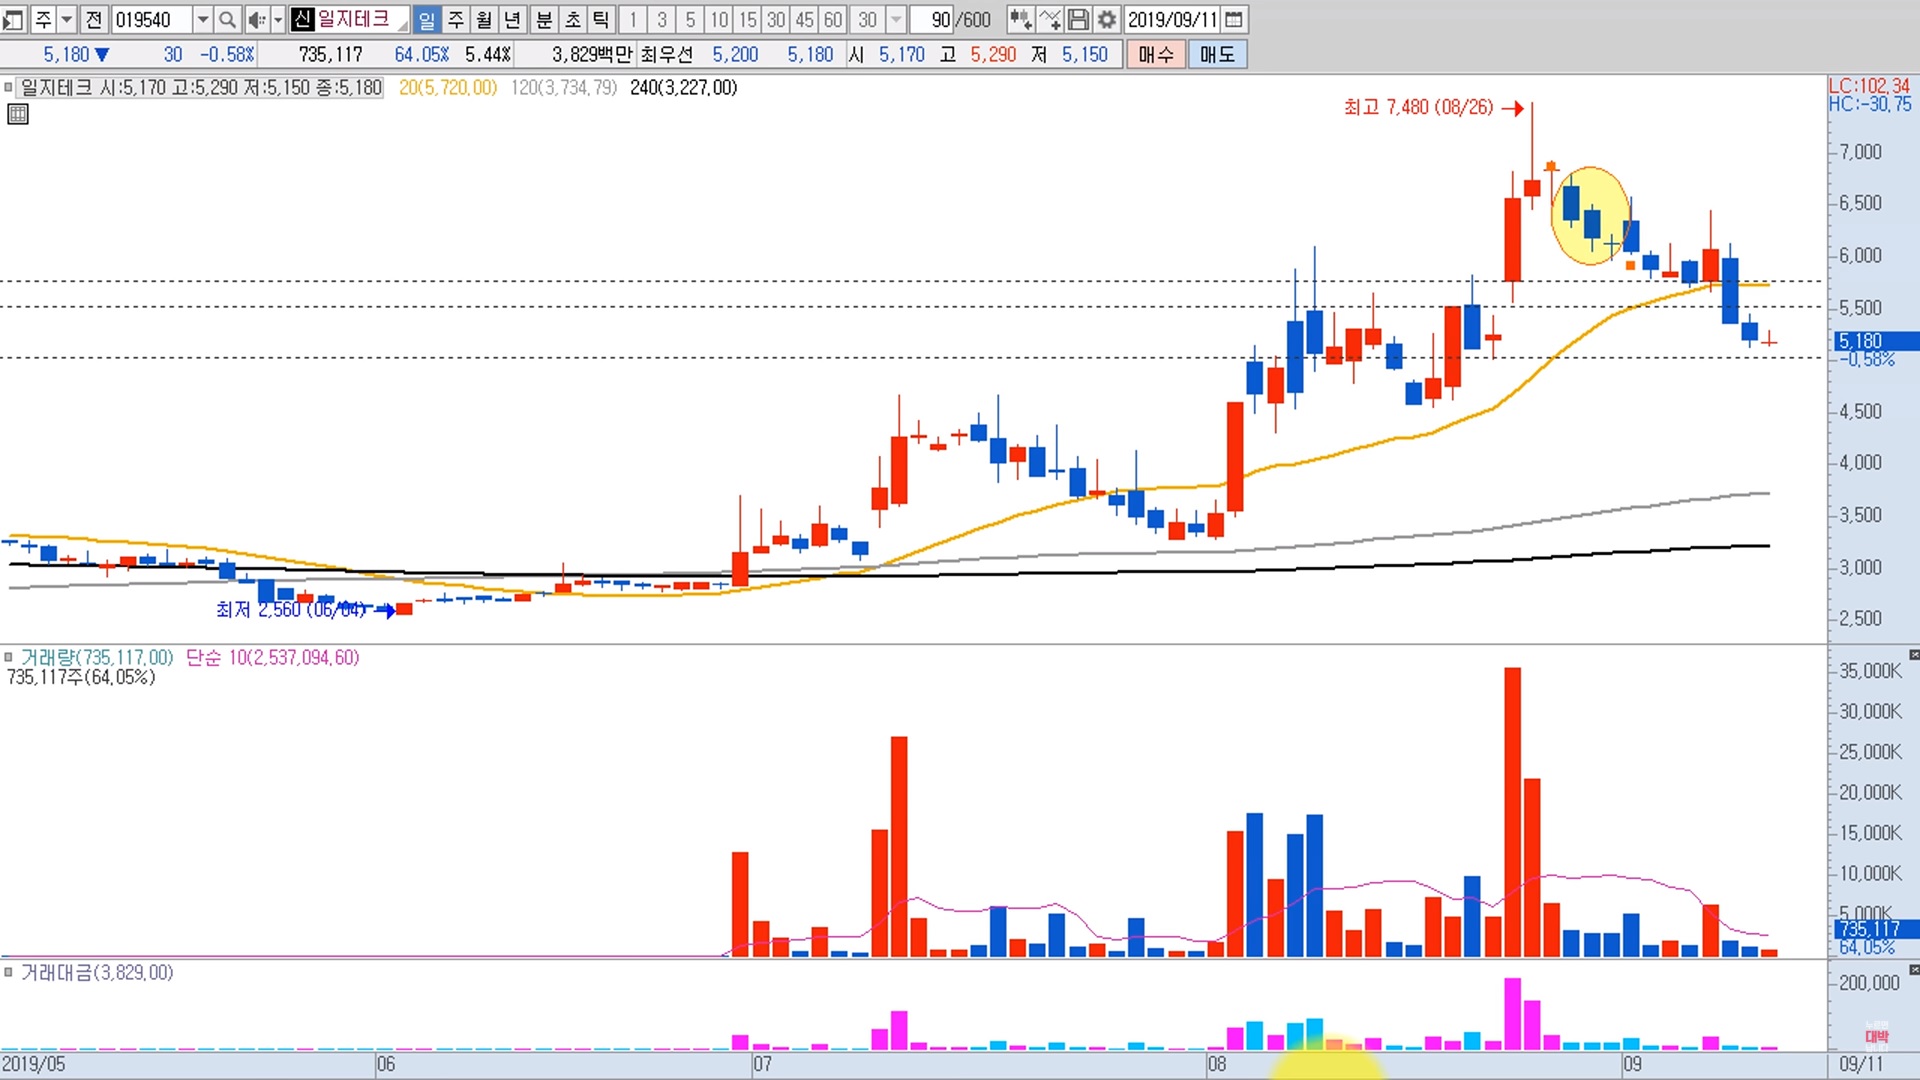 주 전 019540 신 일지테크 일 주 월 년 분 초 틱 1 3 5 10 15 30 45 60 30 90 /600 2019/09/11
5,180 ▼ 30 -0.58% 735,117 64.05% 5.44% 3,829백만 최우선 5,200 5,180 시 5,170 고 5,290 저 5,150 매수 매도
일지테크 시:5,170 고:5,290 저:5,150 종:5,180 20(5,720.00) 120(3,734.79) 240(3,227.00)
LC:102.34
HC:-30.75
최고 7,480 (08/26)
7,000
6,500
6,000
5,500
5,180
-0.58%
4,500
4,000
3,500
3,000
2,500
최저 2,560 (06/04)
거래량(735,117.00) 단순 10(2,537,094.60)
735,117주(64.05%)
35,000K
30,000K
25,000K
20,000K
15,000K
10,000K
5,000K
735,117
64.05%
거래대금(3,829.00)
200,000
대박
2019/05 06 07 08 09 09/11